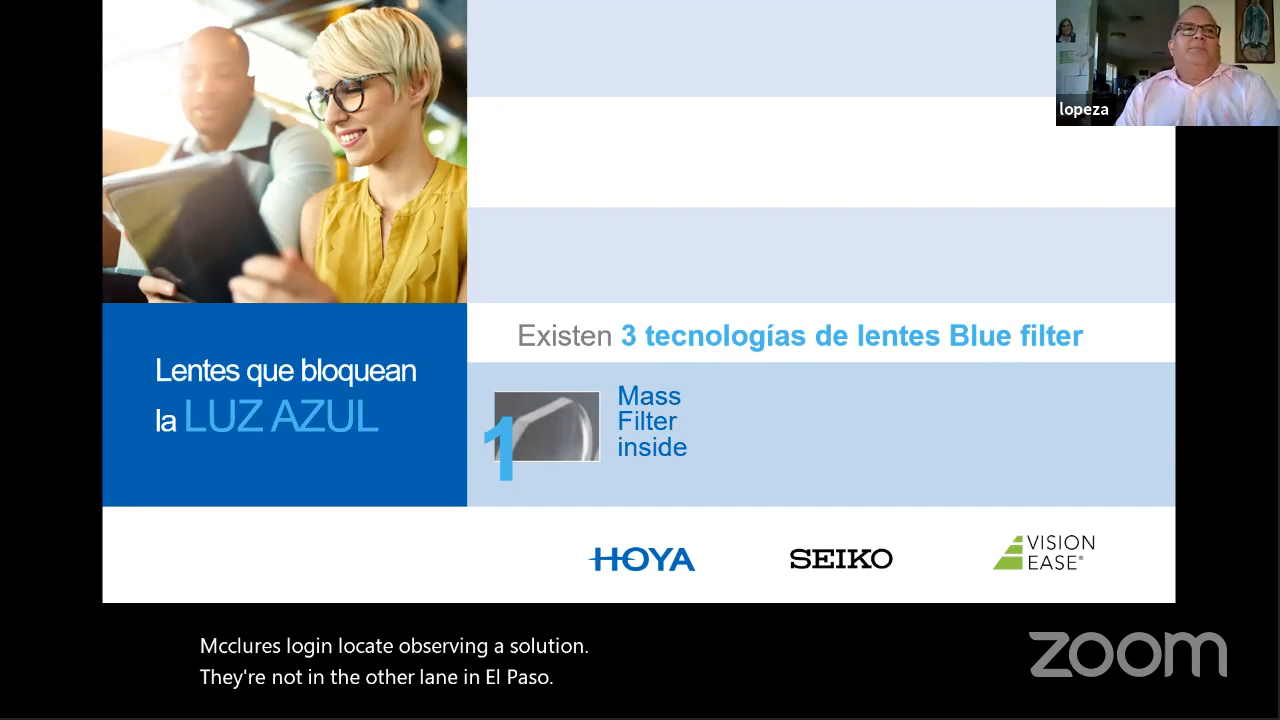 lopeza
Existen 3 tecnologías de lentes Blue filter
Lentes que bloquean
la LUZ AZUL
1
Mass
Filter
inside
HOYA
SEIKO
VISION
EASE®
Mcclures login locate observing a solution.
They're not in the other lane in El Paso.
zoom